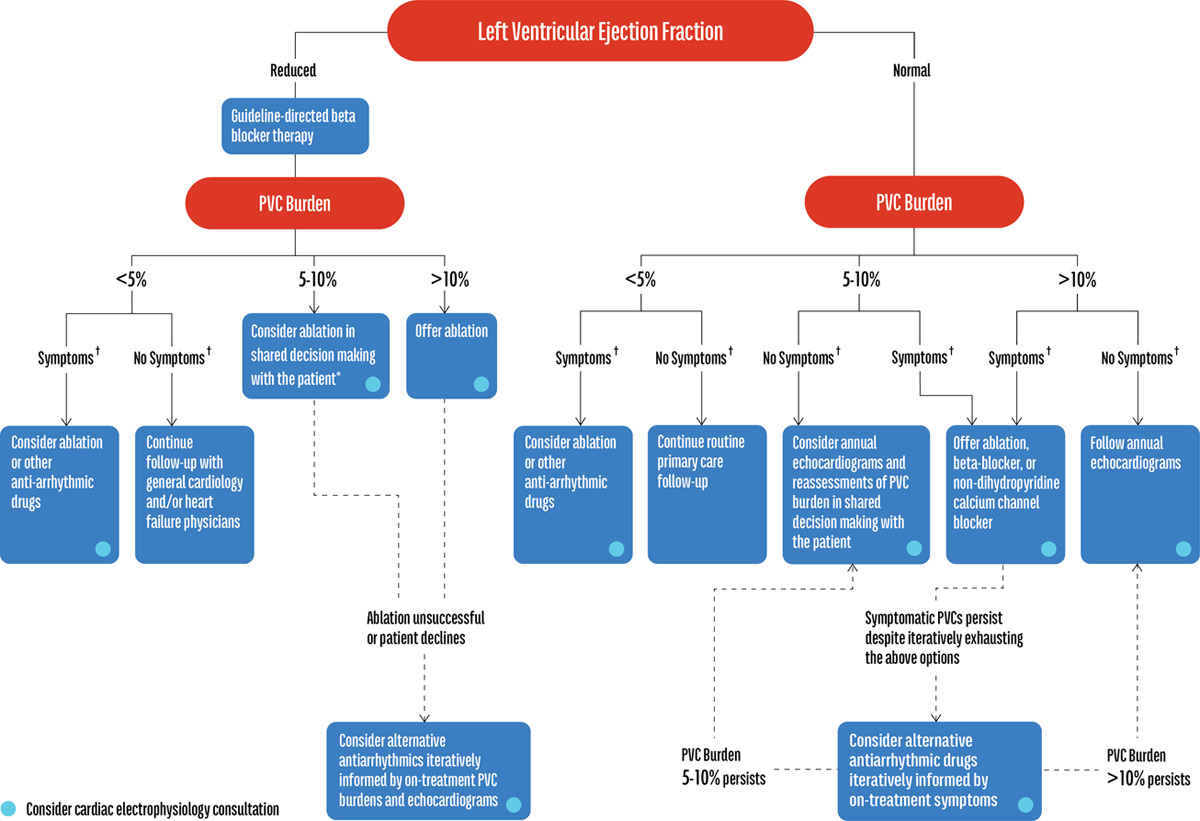 Left Ventricular Ejection Fraction
Reduced
Normal
Guideline-directed beta
blocker therapy
PVC Burden
PVC Burden
<5%
5-10%
>10%
<5%
5-10%
>10%
Consider ablation in
shared decision making
with the patient*
Offer ablation
Symptoms†
No Symptoms†
Symptoms†
No Symptoms†
No Symptoms†
Symptoms†
Symptoms†
No Symptoms†
Consider ablation
or other
anti-arrhythmic
drugs
Continue
follow-up with
general cardiology
and/or heart
failure physicians
Consider ablation
or other
anti-arrhythmic
drugs
Continue routine
primary care
follow-up
Consider annual
echocardiograms and
reassessments of PVC
burden in shared
decision making with
the patient
Offer ablation,
beta-blocker, or
non-dihydropyridine
calcium channel
blocker
Follow annual
echocardiograms
Ablation unsuccessful
or patient declines
Symptomatic PVCs persist
despite iteratively exhausting
the above options
Consider alternative
antiarrhythmics iteratively
informed by on-treatment PVC
burdens and echocardiograms
PVC Burden
5-10% persists
Consider alternative
antiarrhythmic drugs
iteratively informed by
on-treatment symptoms
PVC Burden
>10% persists
Consider cardiac electrophysiology consultation